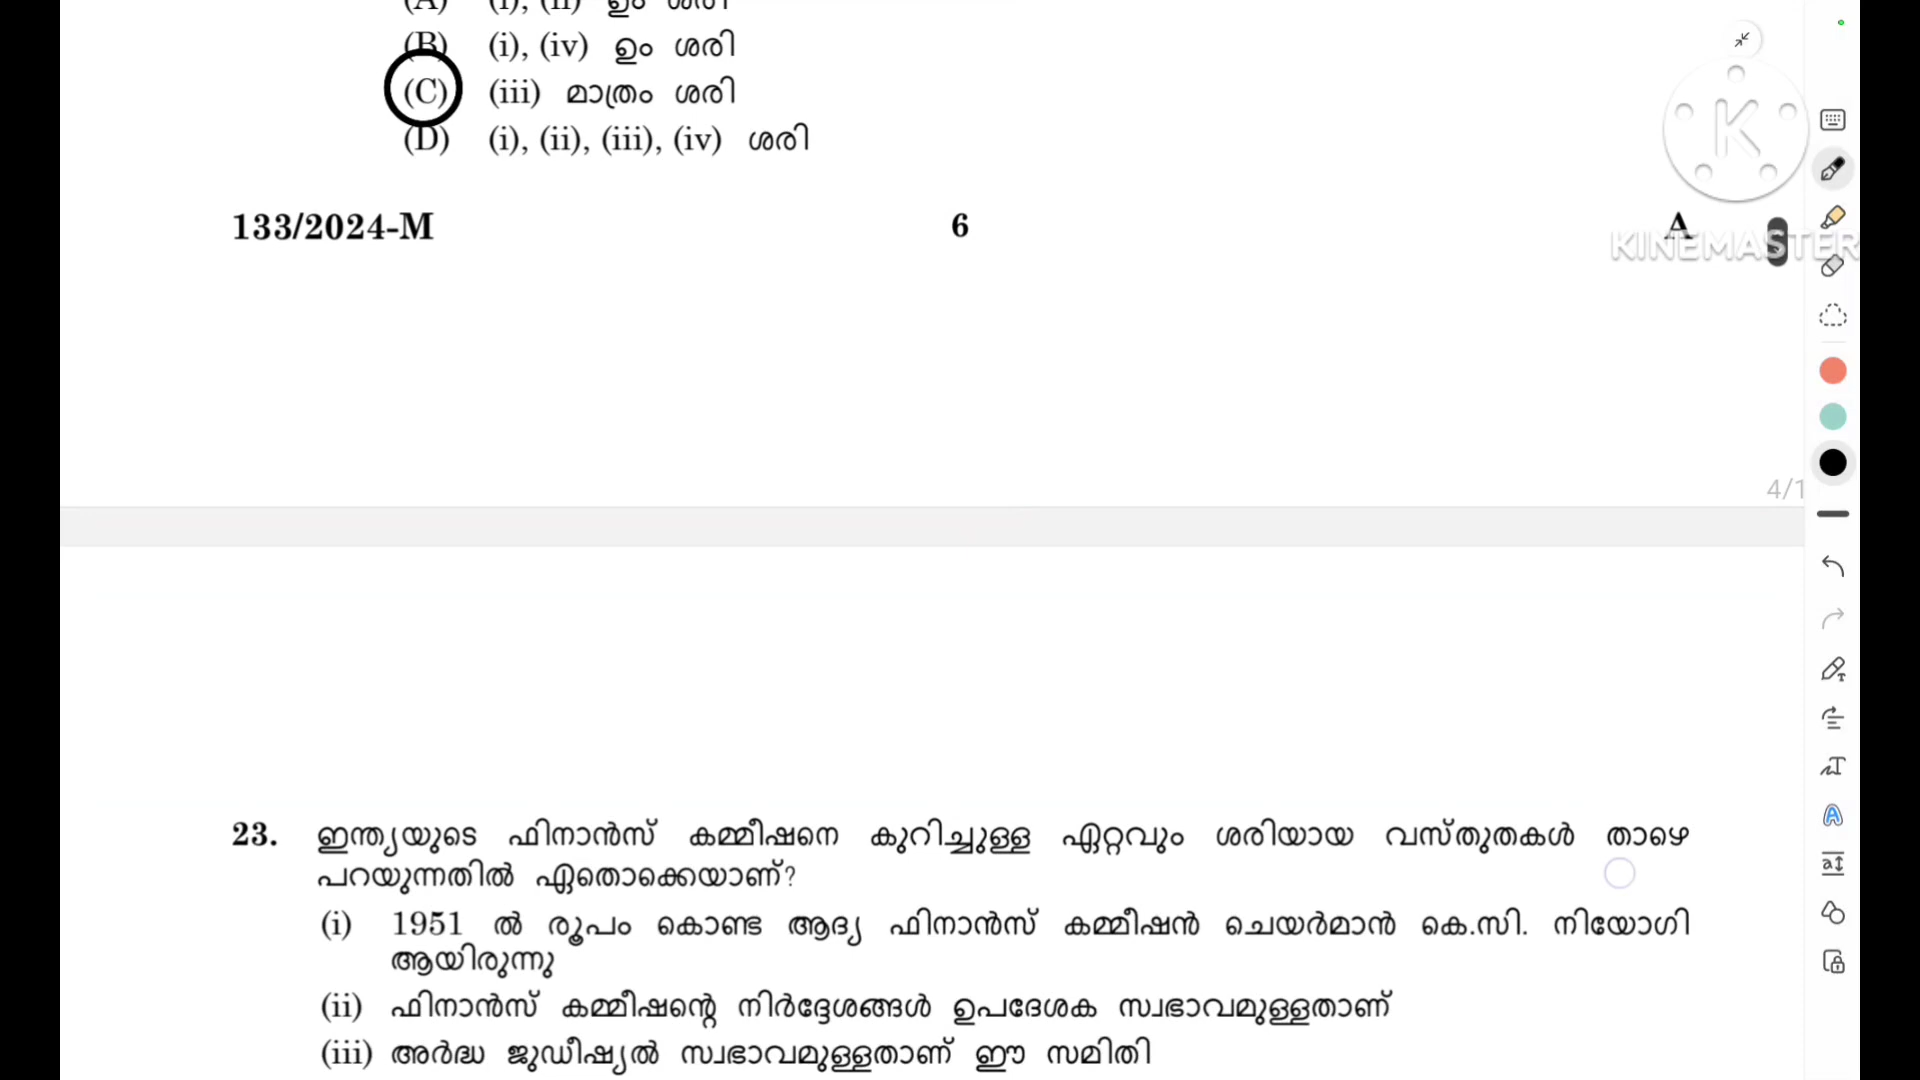 (A) (i), (ii) ഉം ശരി
(B) (i), (iv) ഉം ശരി
(C) (iii) മാത്രം ശരി
(D) (i), (ii), (iii), (iv) ശരി
133/2024-M 6 A
K
KINEMASTER
4/1
23. ഇന്ത്യയുടെ ഫിനാൻസ് കമ്മീഷനെ കുറിച്ചുള്ള ഏറ്റവും ശരിയായ വസ്തുതകൾ താഴെ
പറയുന്നതിൽ ഏതൊക്കെയാണ്?
(i) 1951 ൽ രൂപം കൊണ്ട ആദ്യ ഫിനാൻസ് കമ്മീഷൻ ചെയർമാൻ കെ.സി. നിയോഗി
ആയിരുന്നു
(ii) ഫിനാൻസ് കമ്മീഷന്റെ നിർദ്ദേശങ്ങൾ ഉപദേശക സ്വഭാവമുള്ളതാണ്
(iii) അർദ്ധ ജുഡീഷ്യൽ സ്വഭാവമുള്ളതാണ് ഈ സമിതി